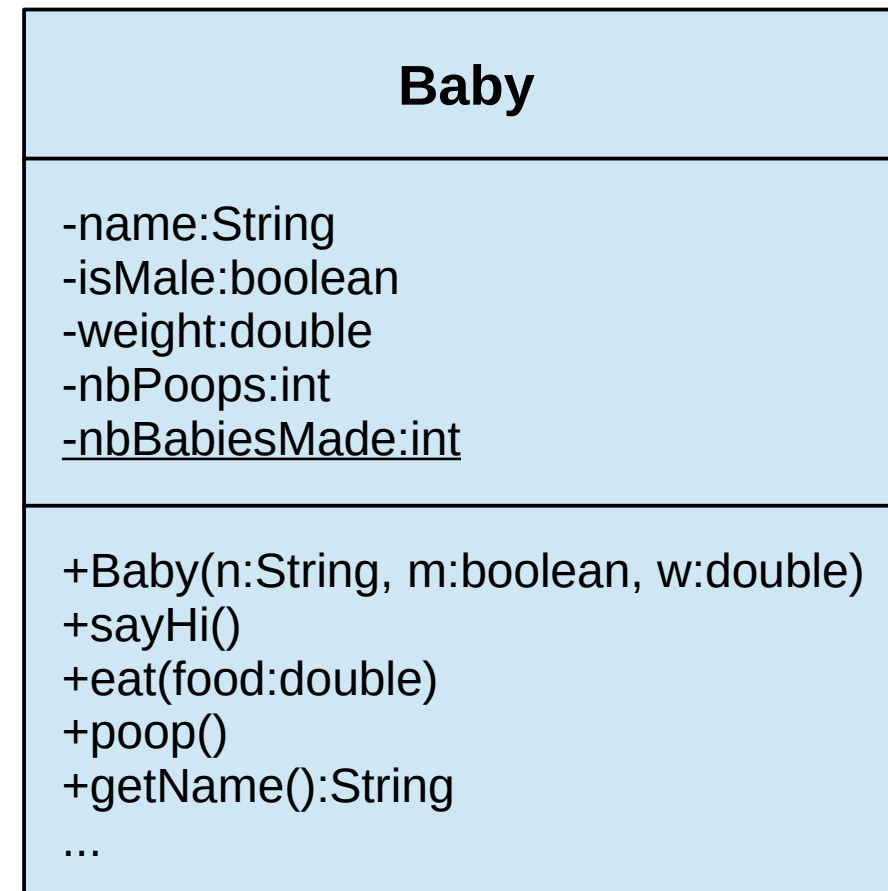 Baby
-name:String
-isMale:boolean
-weight:double
-nbPoops:int
-nbBabiesMade:int
+Baby(n:String, m:boolean, w:double)
+sayHi()
+eat(food:double)
+poop()
+getName():String
...